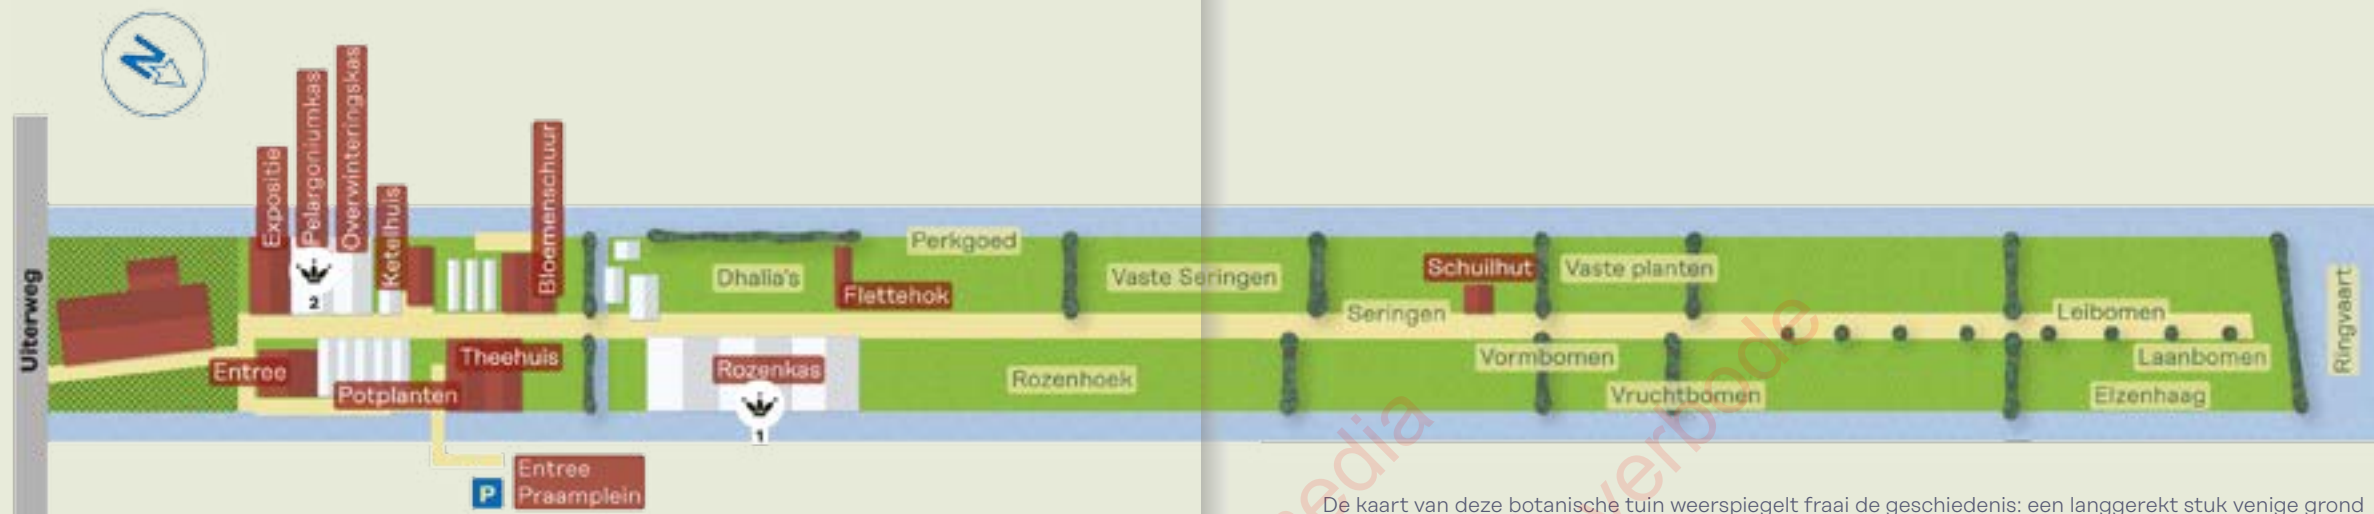 N
Uiterweg
Expositie
Pelargoniumkas
Overwinteringskas
Ketelhuis
Bloemenschuur
2
Entree
Potplanten
Theehuis
Entree
Praamplein
P
Dhalia's
Flettehok
Perkgoed
Rozenkas
1
Rozenhoek
Vaste Seringen
Seringen
Schuilhut
Vaste planten
Vormbomen
Vruchtbomen
Leibomen
Laanbomen
Elzenhaag
Ringvaart
edia
verbode
De kaart van deze botanische tuin weerspiegelt fraai de geschiedenis: een langgerekt stuk venige grond